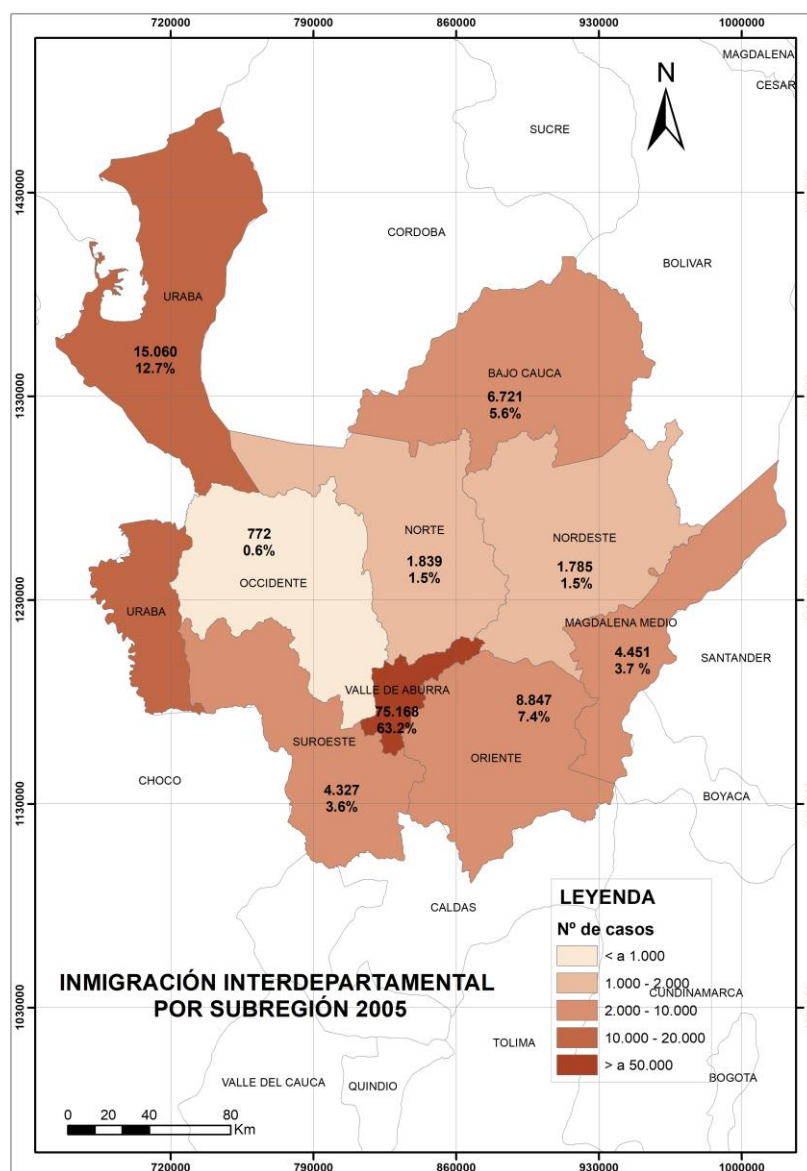 720000 790000 860000 930000 1000000
MAGDALENA
CESAR
N
SUCRE
1430000
CORDOBA
BOLIVAR
URABA
15.060
12.7%
1330000
BAJO CAUCA
6.721
5.6%
772
0.6%
OCCIDENTE
NORTE
1.839
1.5%
NORDESTE
1.785
1.5%
1230000
URABA
MAGDALENA MEDIO
4.451
3.7 %
SANTANDER
VALLE DE ABURRA
75.168
63.2%
8.847
7.4%
ORIENTE
SUROESTE
4.327
3.6%
CHOCO
1130000
BOYACA
CALDAS
LEYENDA
Nº de casos
< a 1.000
1.000 - 2.000
2.000 - 10.000
10.000 - 20.000
> a 50.000
CUNDINAMARCA
INMIGRACIÓN INTERDEPARTAMENTAL
POR SUBREGIÓN 2005
1030000
TOLIMA
VALLE DEL CAUCA
QUINDIO
BOGOTA
0 20 40 80
Km
720000 790000 860000 930000 1000000